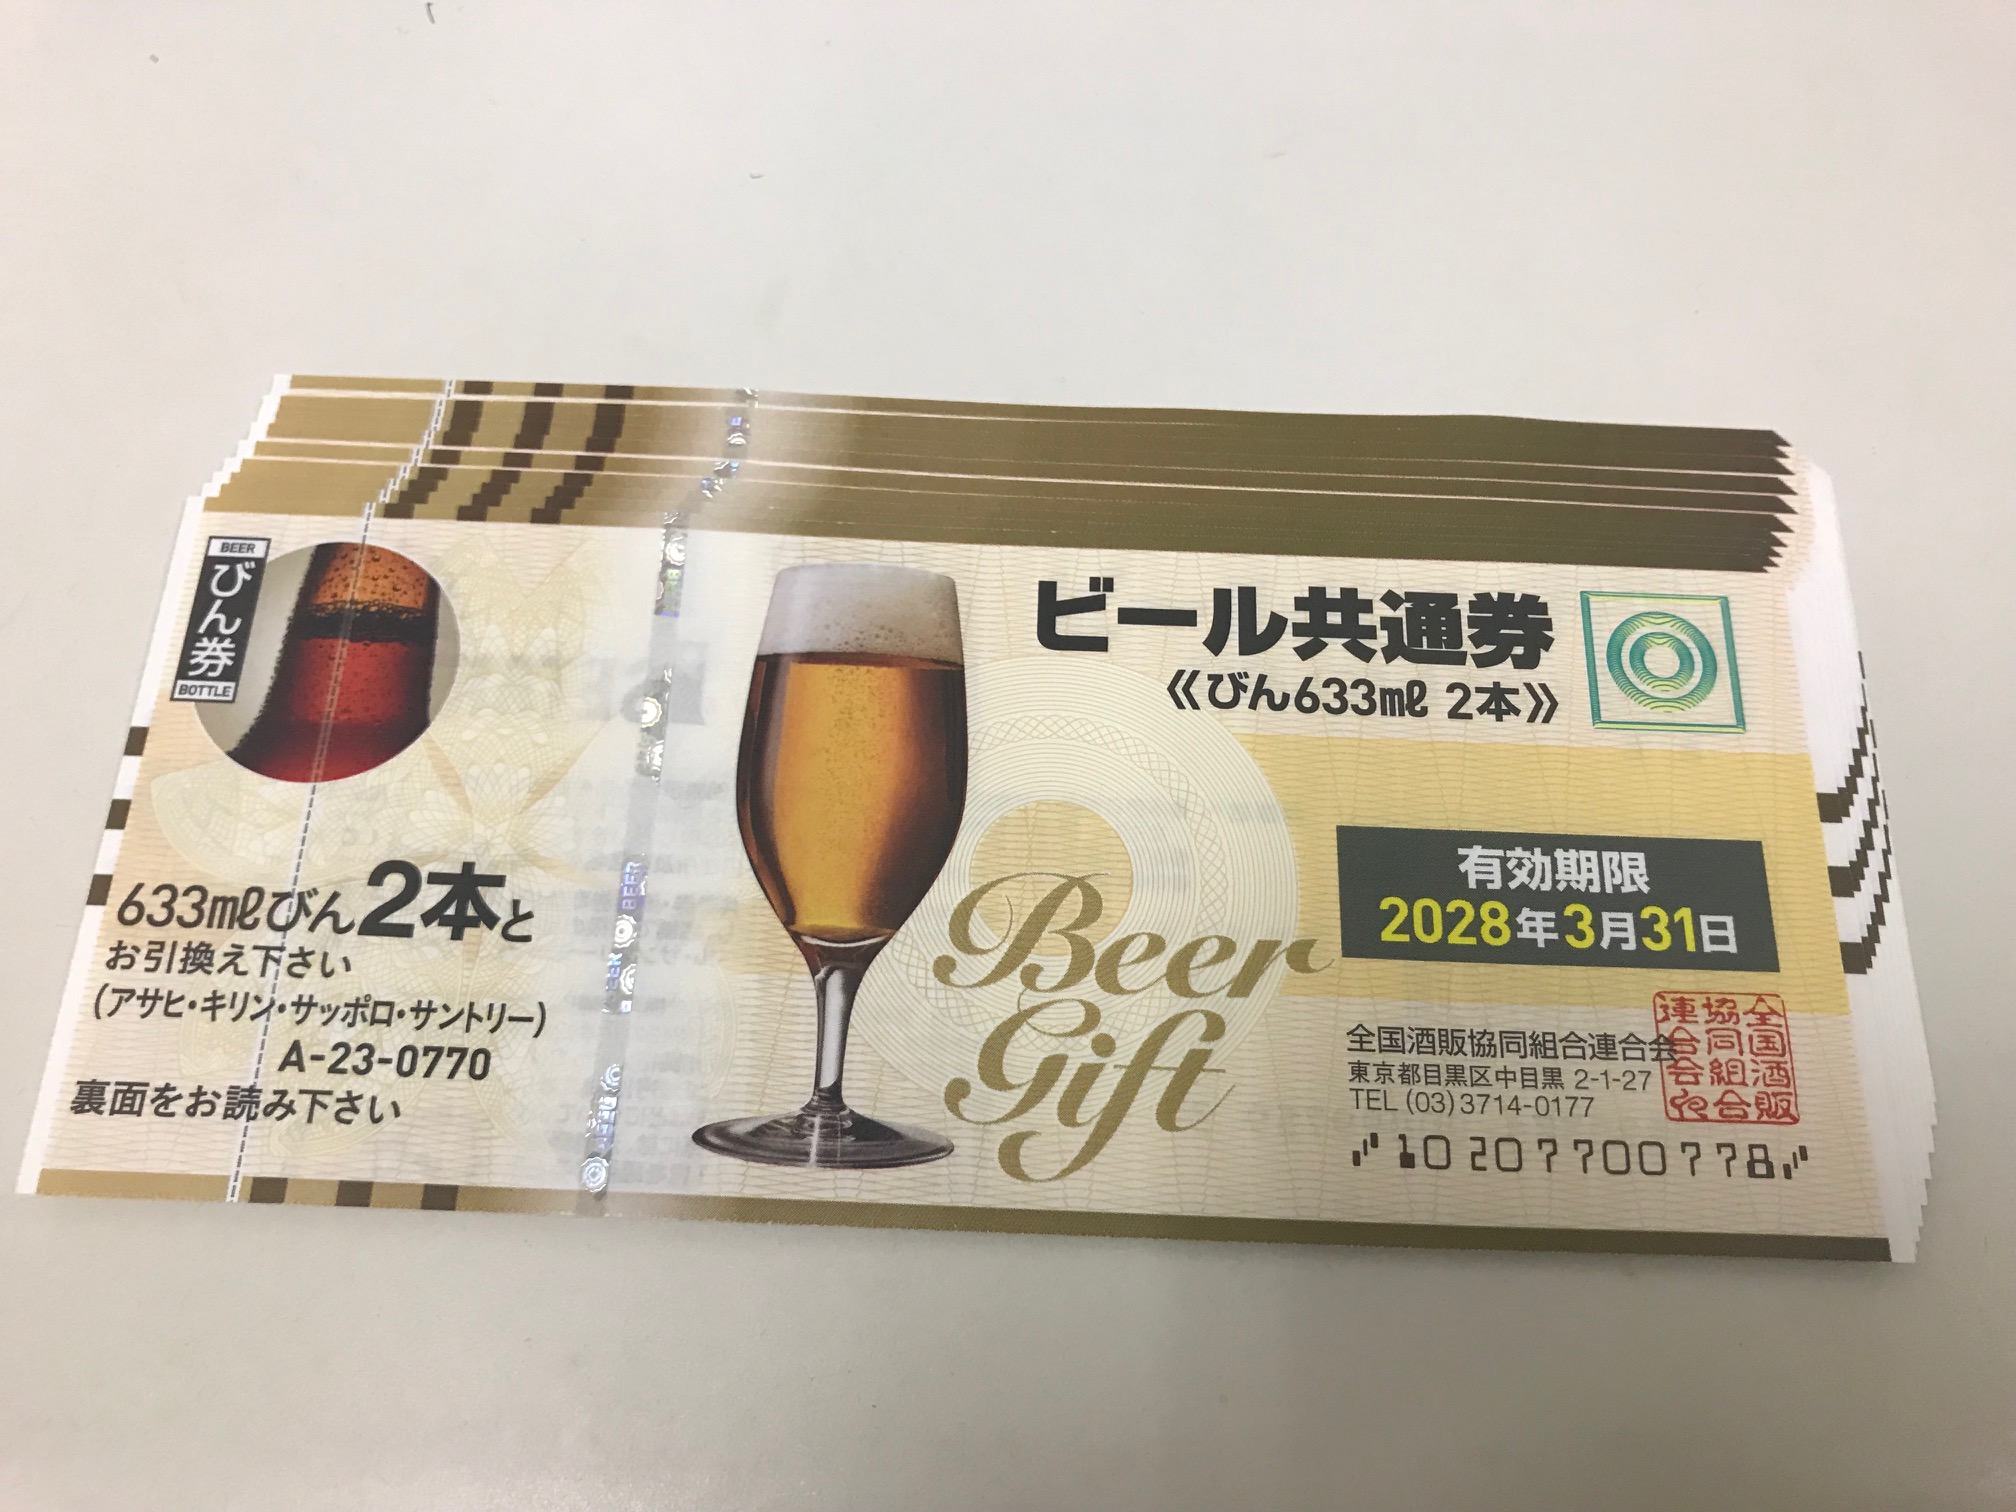 BEER
びん券
BOTTLE
633mlびん2本と
お引換え下さい
(アサヒ・キリン・サッポロ・サントリー)
A-23-0770
裏面をお読み下さい
ビール共通券
《びん633ml 2本》
Beer
Gift
有効期限
2028年3月31日
全国酒販協同組合連合会
東京都目黒区中目黒 2-1-27
TEL (03) 3714-0177
10 207700778
全国酒販
協同組合
連合会
BEER
BEER
BEER